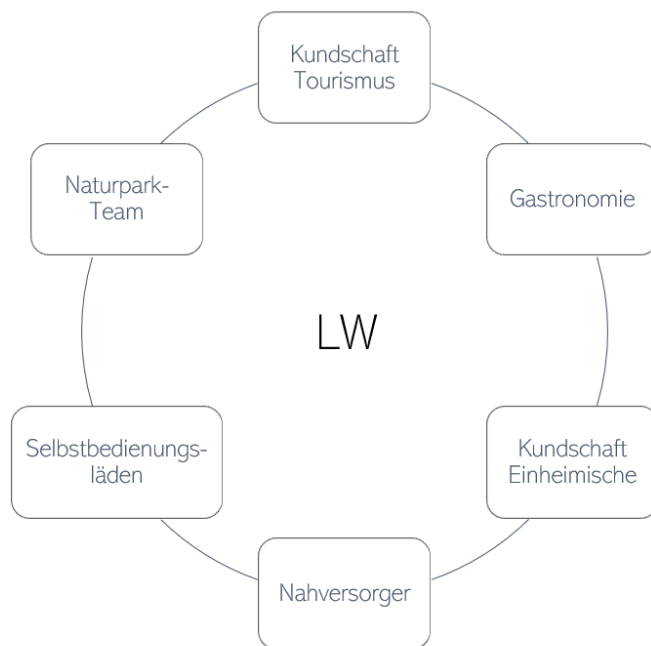 Kundschaft
Tourismus
Gastronomie
Kundschaft
Einheimische
Nahversorger
Selbstbedienungs-
läden
Naturpark-
Team
LW